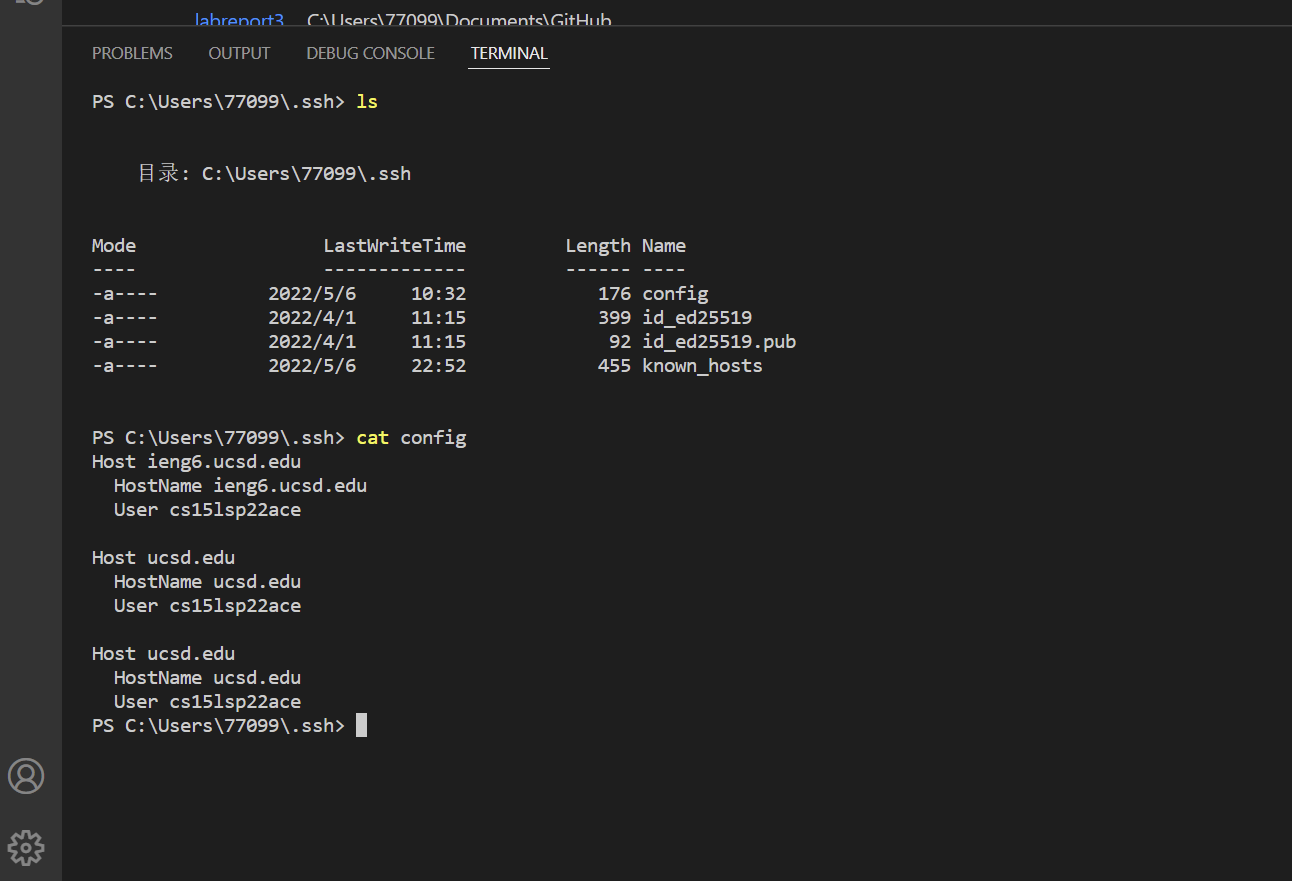 labreport3 C:\Users\77099\Documents\GitHub
PROBLEMS OUTPUT DEBUG CONSOLE TERMINAL
PS C:\Users\77099\.ssh> ls
目录: C:\Users\77099\.ssh
Mode LastWriteTime Length Name
---- ------------- ------ ----
-a---- 2022/5/6 10:32 176 config
-a---- 2022/4/1 11:15 399 id_ed25519
-a---- 2022/4/1 11:15 92 id_ed25519.pub
-a---- 2022/5/6 22:52 455 known_hosts
PS C:\Users\77099\.ssh> cat config
Host ieng6.ucsd.edu
  HostName ieng6.ucsd.edu
  User cs15lsp22ace
Host ucsd.edu
  HostName ucsd.edu
  User cs15lsp22ace
Host ucsd.edu
  HostName ucsd.edu
  User cs15lsp22ace
PS C:\Users\77099\.ssh>